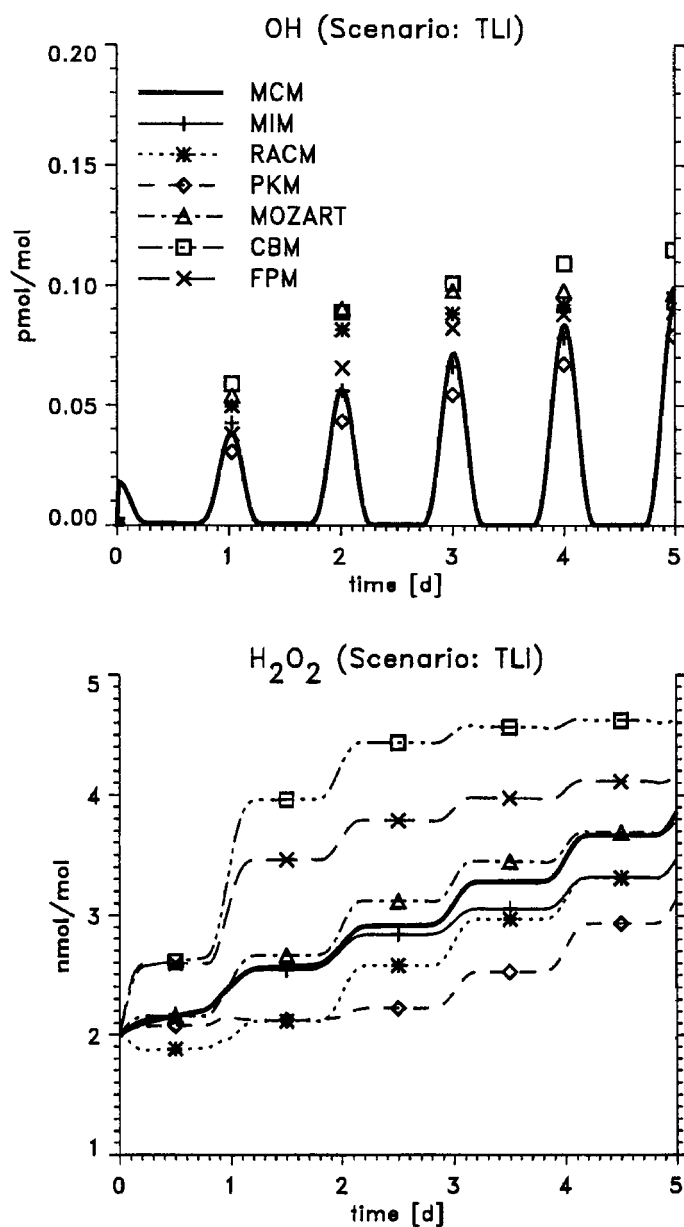 OH (Scenario: TLI)
0.20
0.15
0.10
0.05
0.00
pmol/mol
MCM
MIM
RACM
PKM
MOZART
CBM
FPM
0 1 2 3 4 5
time [d]
H₂O₂ (Scenario: TLI)
5
4
3
2
1
nmol/mol
0 1 2 3 4 5
time [d]